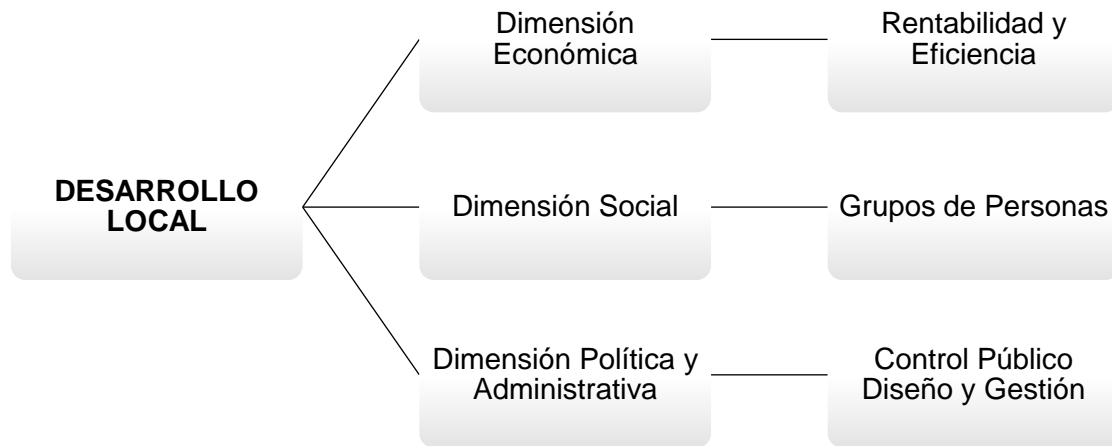 Dimensión
Económica
Rentabilidad y
Eficiencia
DESARROLLO
LOCAL
Dimensión Social
Grupos de Personas
Dimensión Política y
Administrativa
Control Público
Diseño y Gestión